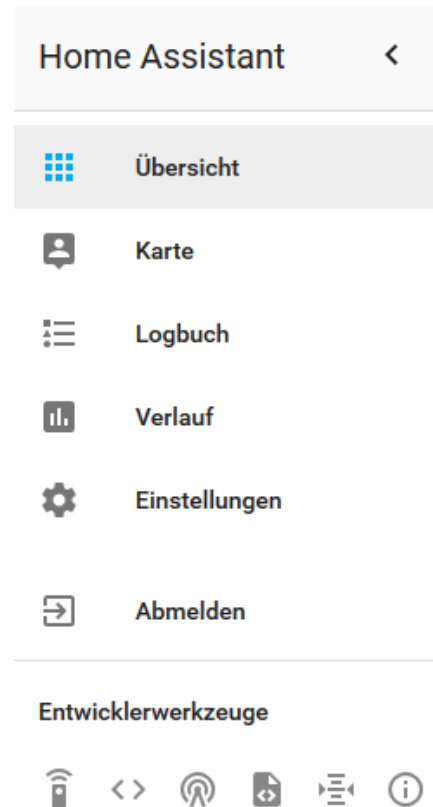 Home Assistant
Übersicht
Karte
Logbuch
Verlauf
Einstellungen
Abmelden
Entwicklerwerkzeuge